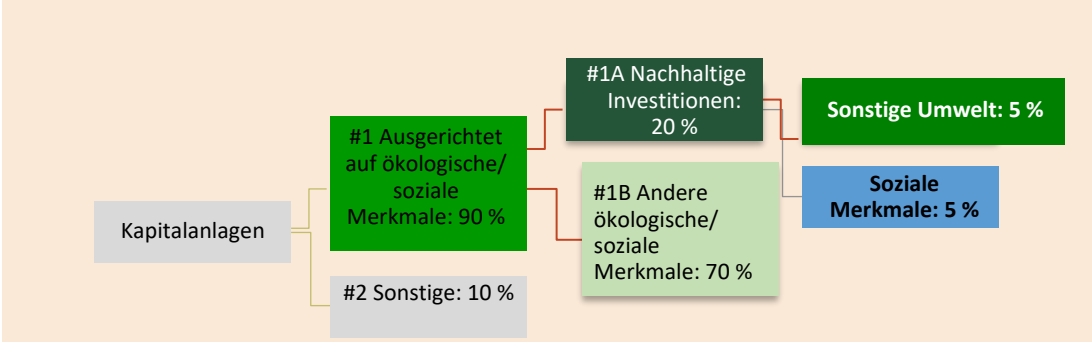 Kapitalanlagen
#1 Ausgerichtet
auf ökologische/
soziale
Merkmale: 90 %
#2 Sonstige: 10 %
#1A Nachhaltige
Investitionen:
20 %
#1B Andere
ökologische/
soziale
Merkmale: 70 %
Sonstige Umwelt: 5 %
Soziale
Merkmale: 5 %